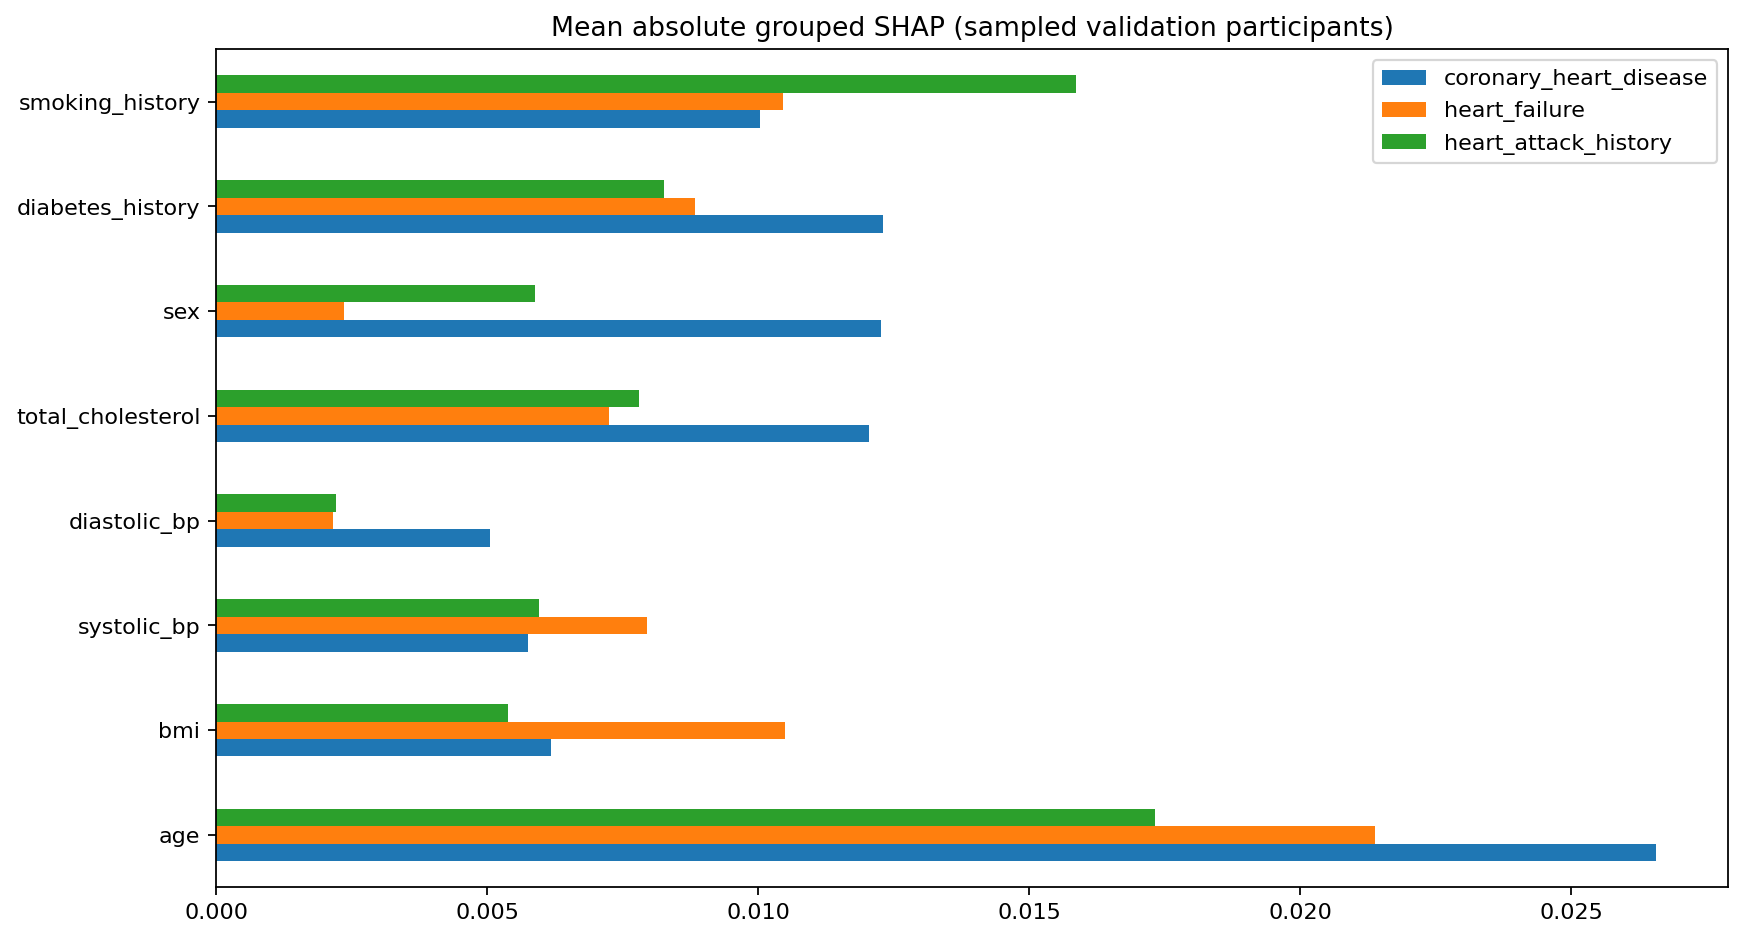 Mean absolute grouped SHAP (sampled validation participants)
coronary_heart_disease
heart_failure
heart_attack_history
smoking_history
diabetes_history
sex
total_cholesterol
diastolic_bp
systolic_bp
bmi
age
0.000 0.005 0.010 0.015 0.020 0.025